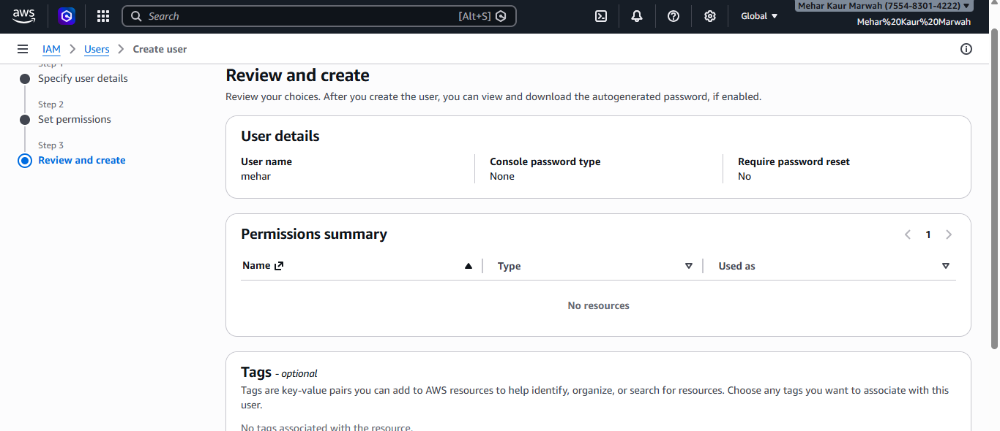 aws
Search
[Alt+S]
Global
Mehar Kaur Marwah (7554-8301-4222)
Mehar%20Kaur%20Marwah
IAM
Users
Create user
Step 1
Specify user details
Step 2
Set permissions
Step 3
Review and create
Review and create
Review your choices. After you create the user, you can view and download the autogenerated password, if enabled.
User details
User name
mehar
Console password type
None
Require password reset
No
Permissions summary
1
Name
Type
Used as
No resources
Tags - optional
Tags are key-value pairs you can add to AWS resources to help identify, organize, or search for resources. Choose any tags you want to associate with this
user.
No tags associated with the resource.